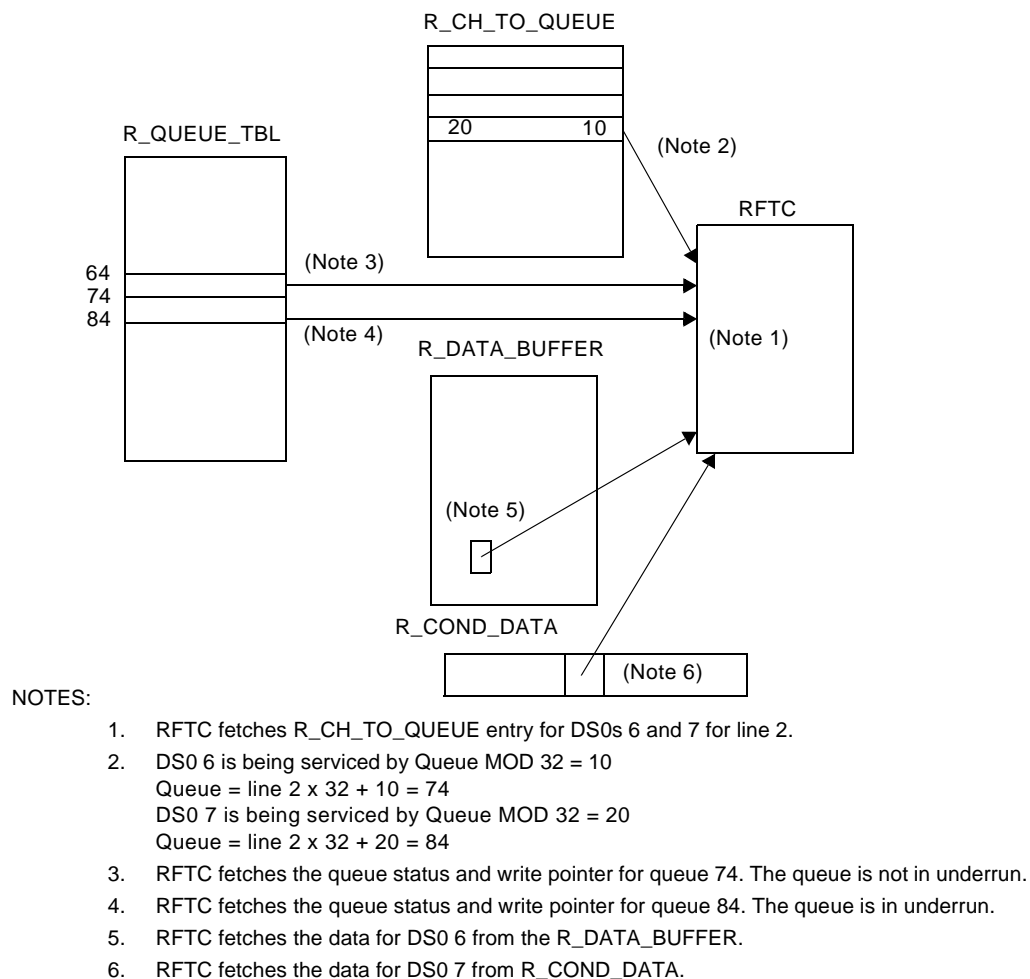 R_CH_TO_QUEUE
20 10
(Note 2)
R_QUEUE_TBL
RFTC
(Note 3)
64
74
84
(Note 4)
(Note 1)
R_DATA_BUFFER
(Note 5)
R_COND_DATA
(Note 6)
NOTES:
1. RFTC fetches R_CH_TO_QUEUE entry for DS0s 6 and 7 for line 2.
2. DS0 6 is being serviced by Queue MOD 32 = 10
Queue = line 2 x 32 + 10 = 74
DS0 7 is being serviced by Queue MOD 32 = 20
Queue = line 2 x 32 + 20 = 84
3. RFTC fetches the queue status and write pointer for queue 74. The queue is not in underrun.
4. RFTC fetches the queue status and write pointer for queue 84. The queue is in underrun.
5. RFTC fetches the data for DS0 6 from the R_DATA_BUFFER.
6. RFTC fetches the data for DS0 7 from R_COND_DATA.